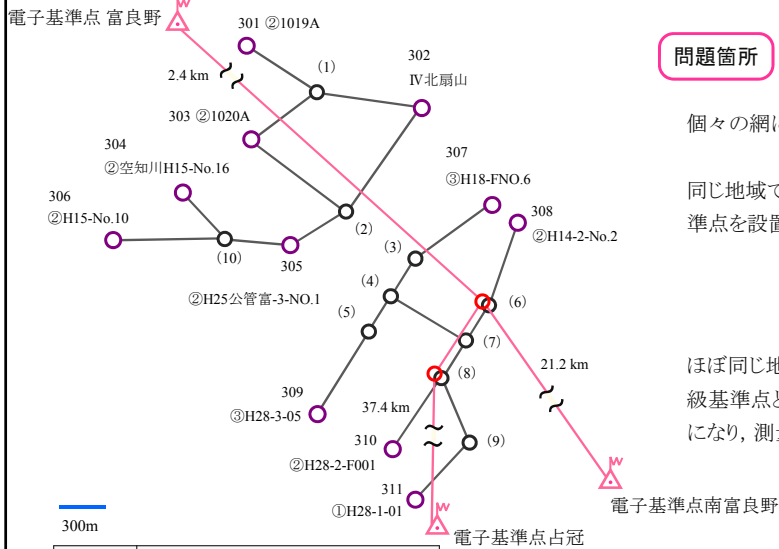 電子基準点 富良野
301 ②1019A
(1)
302
Ⅳ北扇山
2.4 km
303 ②1020A
304
②空知川H15-No.16
306
②H15-No.10
(10)
305
(2)
②H25公管富-3-NO.1
307
③H18-FNO.6
308
②H14-2-No.2
(3)
(4)
(5)
(6)
(7)
(8)
(9)
309
③H28-3-05
37.4 km
21.2 km
310
②H28-2-F001
311
①H28-1-01
300m
電子基準点南富良野
電子基準点占冠
問題箇所
個々の網に
同じ地域で
準点を設置
ほぼ同じ地
級基準点と
になり, 測量